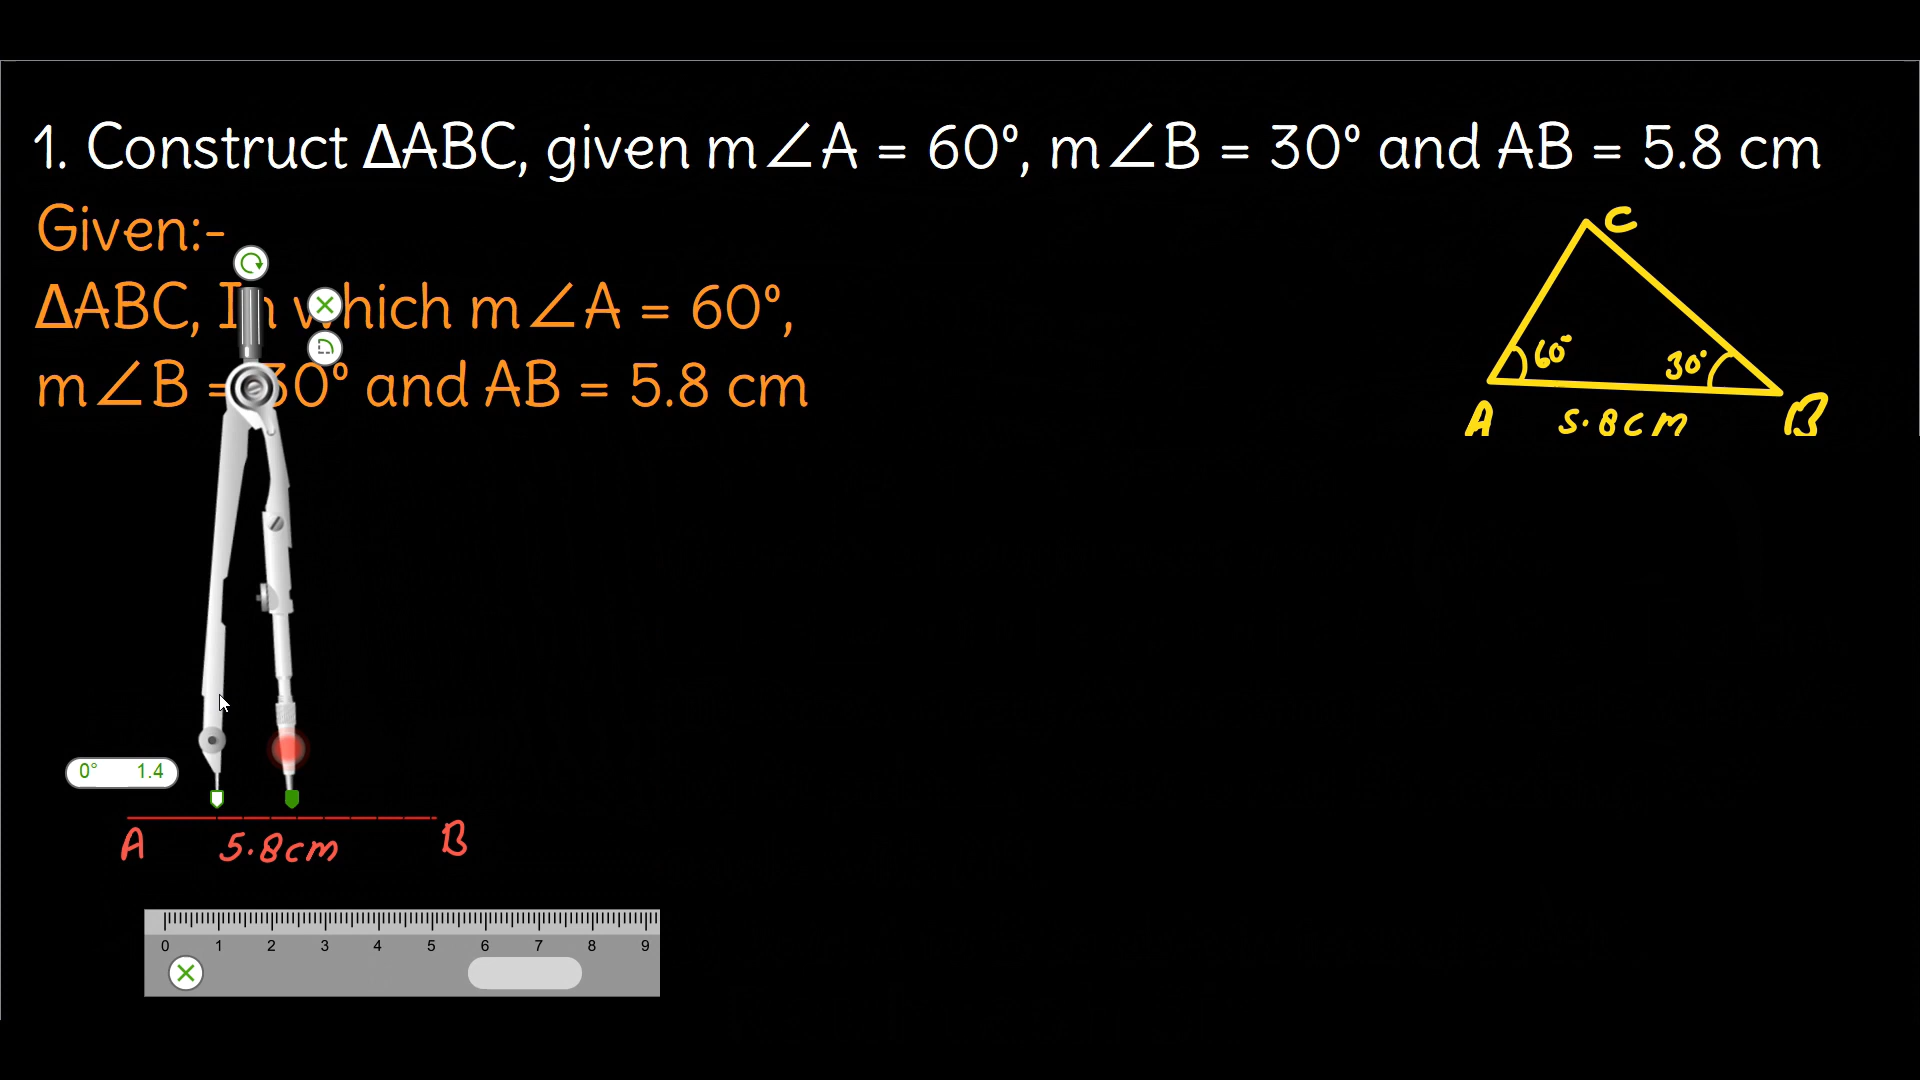 1. Construct ΔABC, given m∠A = 60°, m∠B = 30° and AB = 5.8 cm
Given:-
ΔABC, In which m∠A = 60°,
m∠B = 30° and AB = 5.8 cm
C
60°
30°
A
5.8cm
B
0° 1.4
A
5.8cm
B
0 1 2 3 4 5 6 7 8 9